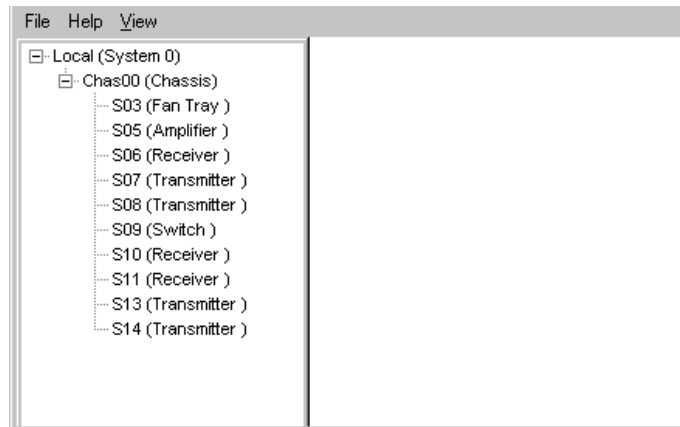 File Help View
Local (System 0)
Chas00 (Chassis)
S03 (Fan Tray )
S05 (Amplifier )
S06 (Receiver )
S07 (Transmitter )
S08 (Transmitter )
S09 (Switch )
S10 (Receiver )
S11 (Receiver )
S13 (Transmitter )
S14 (Transmitter )